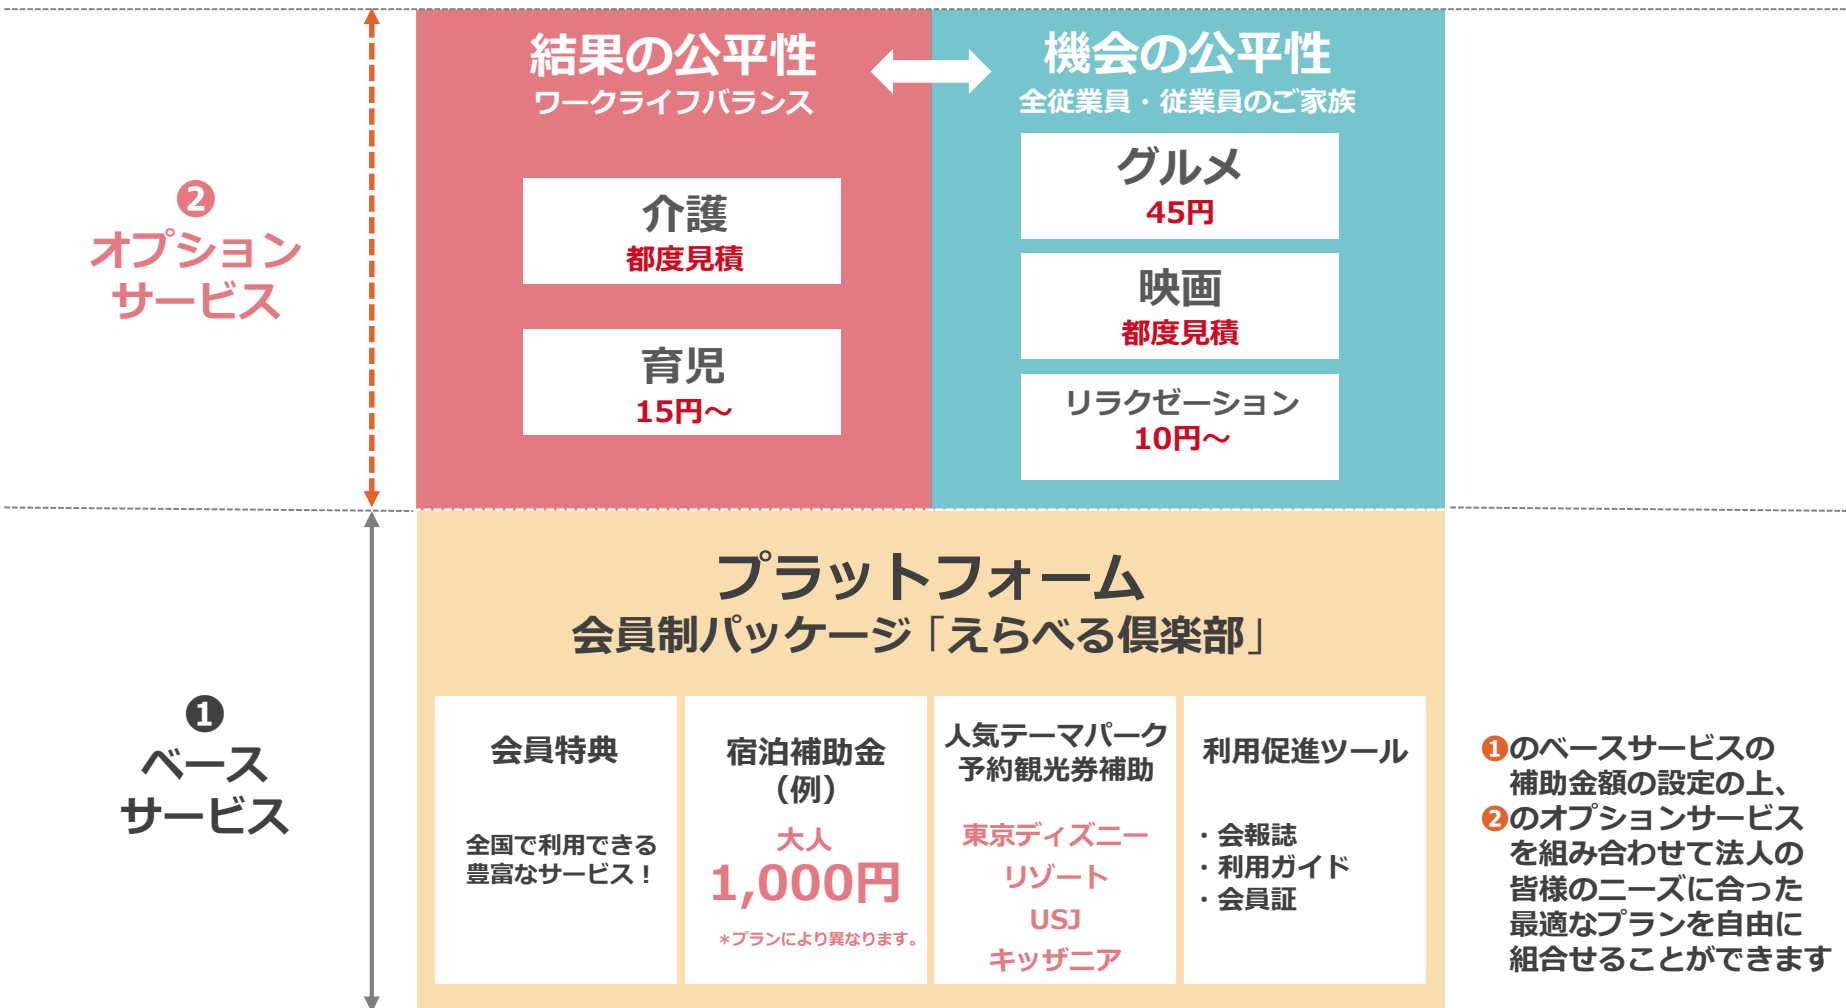 結果の公平性
ワークライフバランス
機会の公平性
全従業員・従業員のご家族
❷
オプション
サービス
介護
都度見積
育児
15円～
グルメ
45円
映画
都度見積
リラクゼーション
10円～
プラットフォーム
会員制パッケージ「えらべる倶楽部」
❶
ベース
サービス
会員特典
全国で利用できる
豊富なサービス！
宿泊補助金
（例）
大人
1,000円
*プランにより異なります。
人気テーマパーク
予約観光券補助
東京ディズニー
リゾート
USJ
キッザニア
利用促進ツール
・会報誌
・利用ガイド
・会員証
❶のベースサービスの
補助金額の設定の上、
❷のオプションサービス
を組み合わせて法人の
皆様のニーズに合った
最適なプランを自由に
組合せることができます